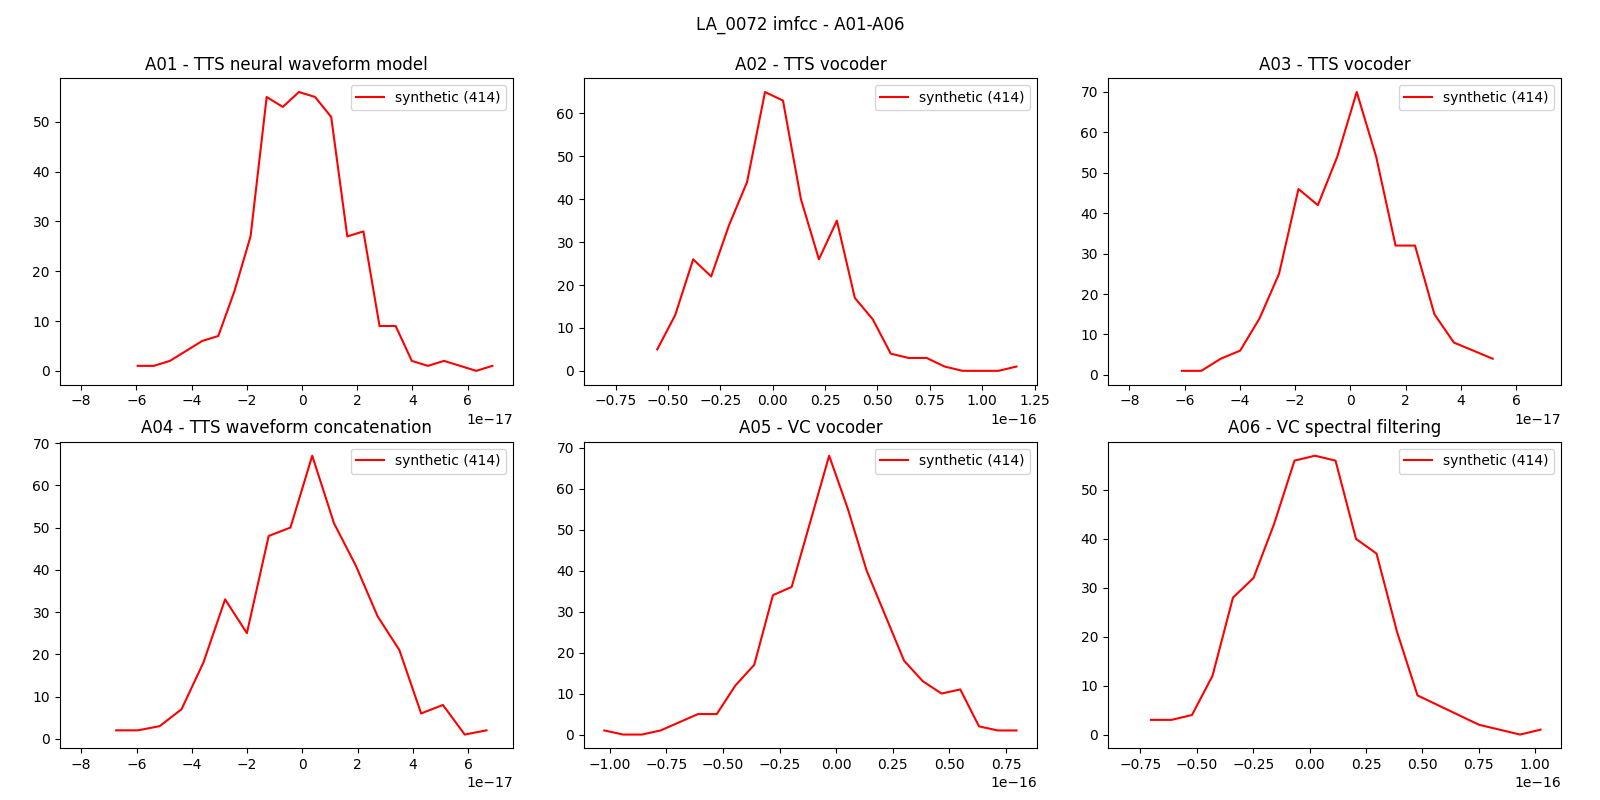 LA_0072 imfcc - A01-A06
A01 - TTS neural waveform model
synthetic (414)
50
40
30
20
10
0
−8 −6 −4 −2 0 2 4 6
1e−17
A02 - TTS vocoder
synthetic (414)
60
50
40
30
20
10
0
−0.75 −0.50 −0.25 0.00 0.25 0.50 0.75 1.00 1.25
1e−16
A03 - TTS vocoder
synthetic (414)
70
60
50
40
30
20
10
0
−8 −6 −4 −2 0 2 4 6
1e−17
A04 - TTS waveform concatenation
synthetic (414)
70
60
50
40
30
20
10
0
−8 −6 −4 −2 0 2 4 6
1e−17
A05 - VC vocoder
synthetic (414)
70
60
50
40
30
20
10
0
−1.00 −0.75 −0.50 −0.25 0.00 0.25 0.50 0.75
1e−16
A06 - VC spectral filtering
synthetic (414)
50
40
30
20
10
0
−0.75 −0.50 −0.25 0.00 0.25 0.50 0.75 1.00
1e−16